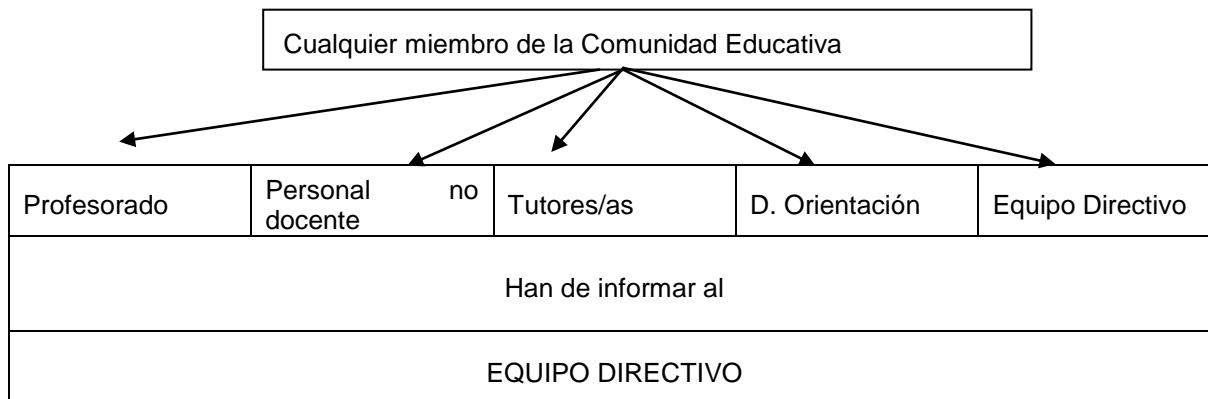 Cualquier miembro de la Comunidad Educativa
Profesorado
Personal no
docente
Tutores/as
D. Orientación
Equipo Directivo
Han de informar al
EQUIPO DIRECTIVO